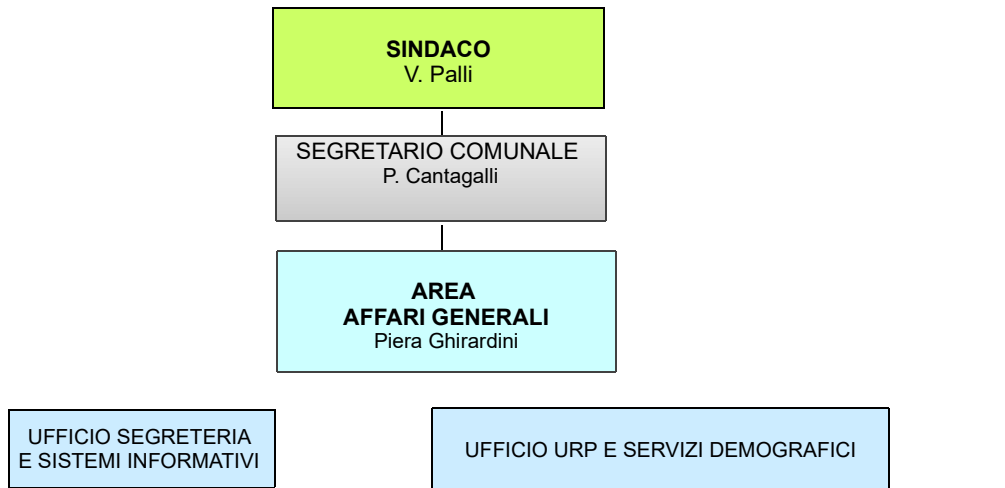 SINDACO
V. Palli
SEGRETARIO COMUNALE
P. Cantagalli
AREA
AFFARI GENERALI
Piera Ghirardini
UFFICIO SEGRETERIA
E SISTEMI INFORMATIVI
UFFICIO URP E SERVIZI DEMOGRAFICI